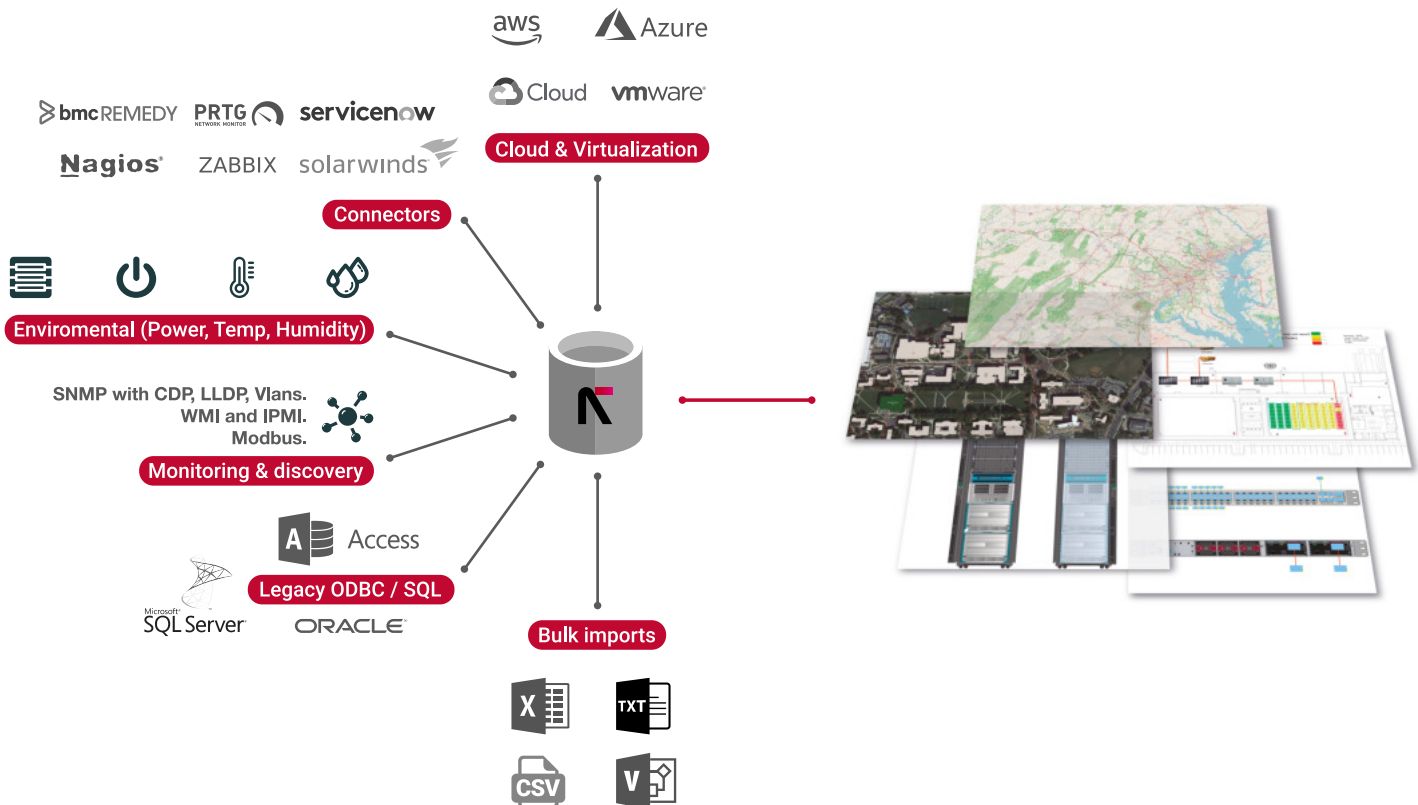 aws
Azure
Cloud
vmware®
Cloud & Virtualization
bmc REMEDY
PRTG
NETWORK MONITOR
servicenow
Nagios®
ZABBIX
solarwinds
Connectors
Enviromental (Power, Temp, Humidity)
SNMP with CDP, LLDP, Vlans.
WMI and IPMI.
Modbus.
Monitoring & discovery
A
Access
Legacy ODBC / SQL
Microsoft®
SQL Server®
ORACLE®
Bulk imports
X
TXT
CSV
V